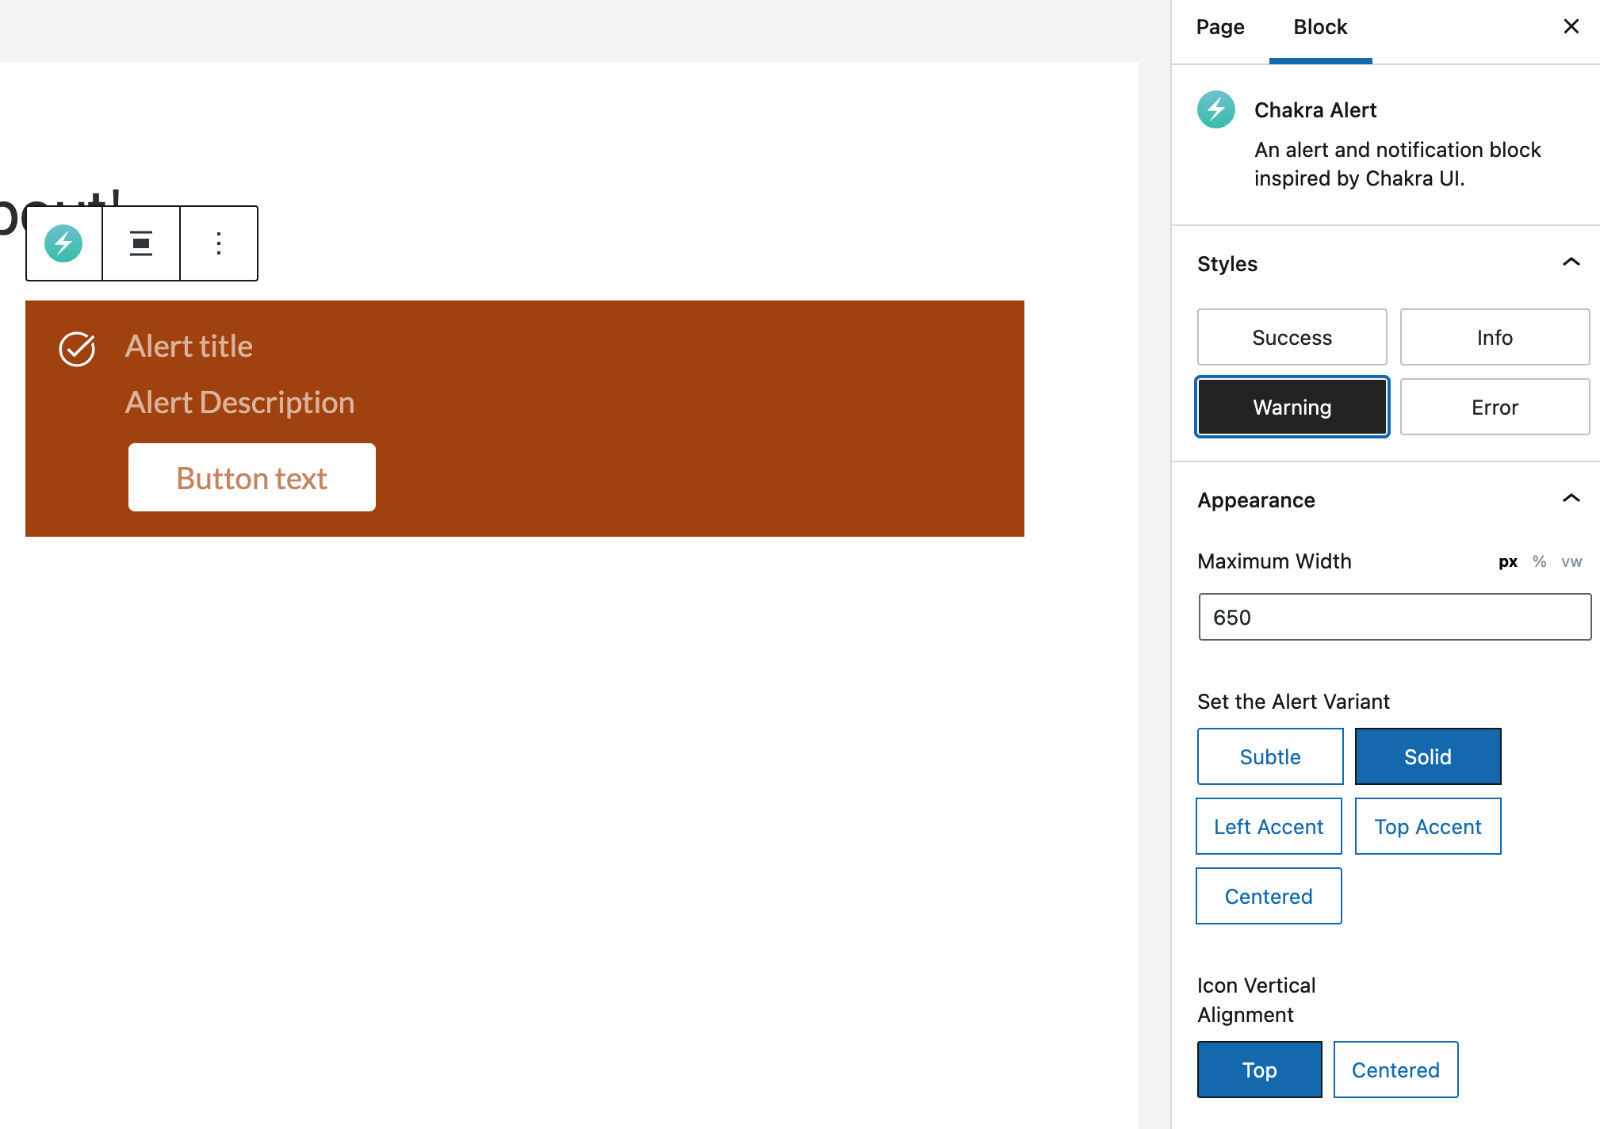 Page Block
Chakra Alert
An alert and notification block
inspired by Chakra UI.
Styles
Success Info
Warning Error
Appearance
Maximum Width px % vw
650
Set the Alert Variant
Subtle Solid
Left Accent Top Accent
Centered
Icon Vertical
Alignment
Top Centered
Alert title
Alert Description
Button text